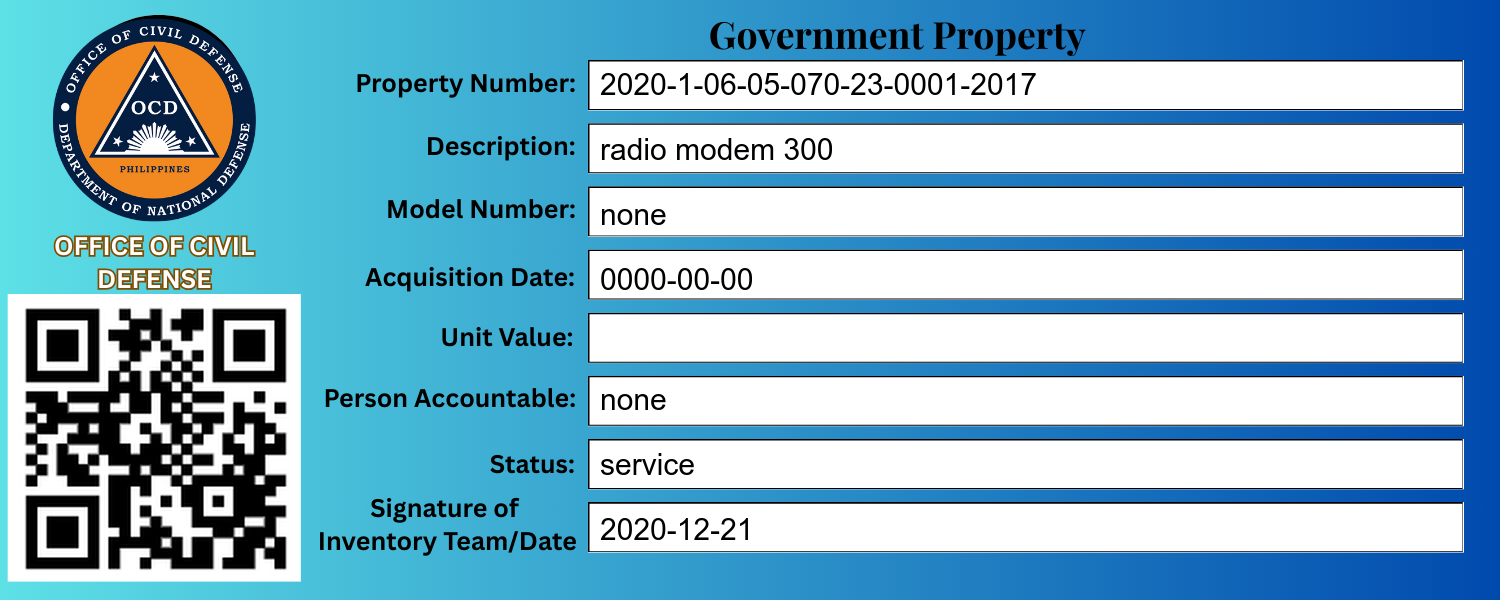 OFFICE OF CIVIL DEFENSE
OCD
PHILIPPINES
DEPARTMENT OF NATIONAL DEFENSE
OFFICE OF CIVIL
DEFENSE
Government Property
Property Number: 2020-1-06-05-070-23-0001-2017
Description: radio modem 300
Model Number: none
Acquisition Date: 0000-00-00
Unit Value:
Person Accountable: none
Status: service
Signature of
Inventory Team/Date 2020-12-21